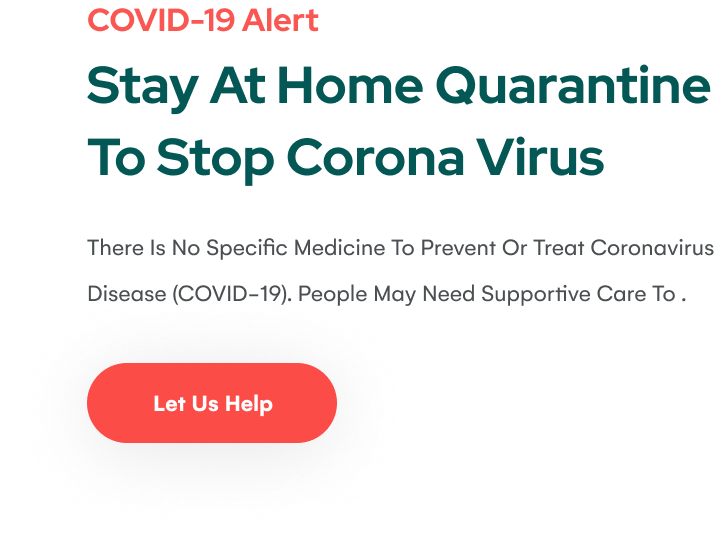 COVID-19 Alert
Stay At Home Quarantine
To Stop Corona Virus
There Is No Specific Medicine To Prevent Or Treat Coronavirus
Disease (COVID-19). People May Need Supportive Care To .
Let Us Help